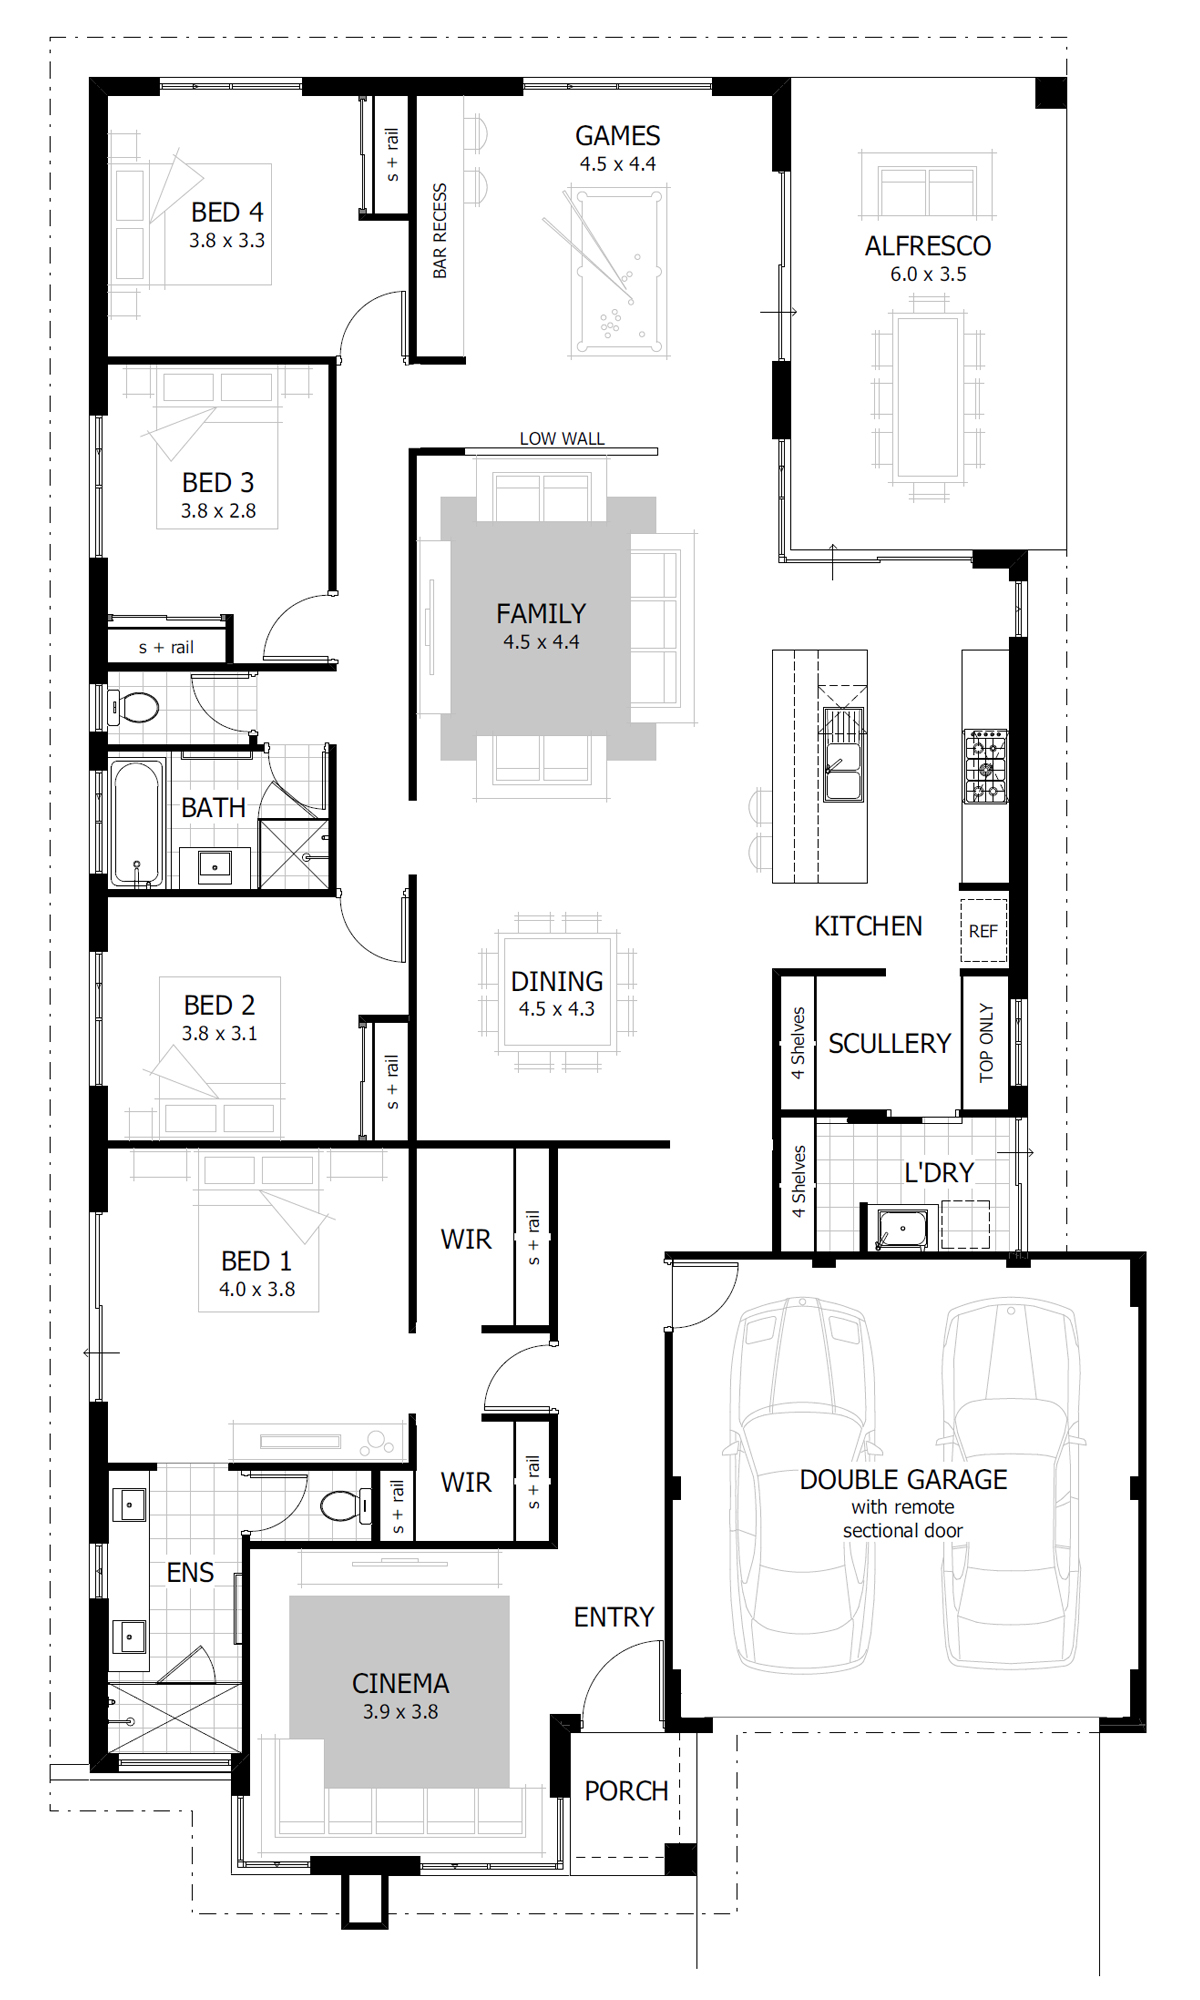 GAMES
4.5 x 4.4
s + rail
BED 4
3.8 x 3.3
BAR RECESS
ALFRESCO
6.0 x 3.5
LOW WALL
BED 3
3.8 x 2.8
s + rail
FAMILY
4.5 x 4.4
BATH
KITCHEN
REF
DINING
4.5 x 4.3
BED 2
3.8 x 3.1
s + rail
4 Shelves
SCULLERY
TOP ONLY
4 Shelves
L'DRY
BED 1
4.0 x 3.8
WIR
s + rail
WIR
s + rail
s + rail
DOUBLE GARAGE
with remote
sectional door
ENS
ENTRY
CINEMA
3.9 x 3.8
PORCH